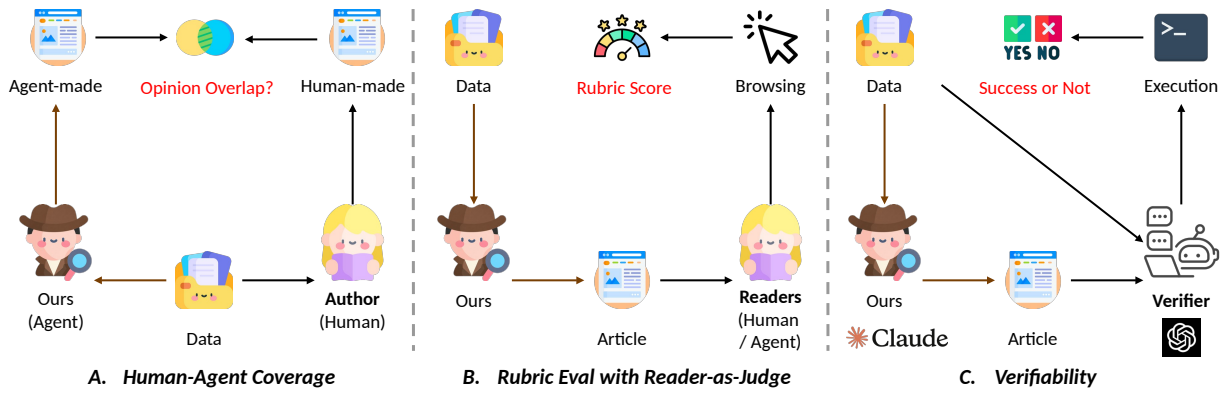 Agent-made
Opinion Overlap?
Human-made
Ours
(Agent)
Data
Author
(Human)
A. Human-Agent Coverage
Data
Rubric Score
Browsing
Ours
Article
Readers
(Human
/ Agent)
B. Rubric Eval with Reader-as-Judge
Data
YES NO
Success or Not
>_
Execution
Ours
Claude
Article
Verifier
C. Verifiability